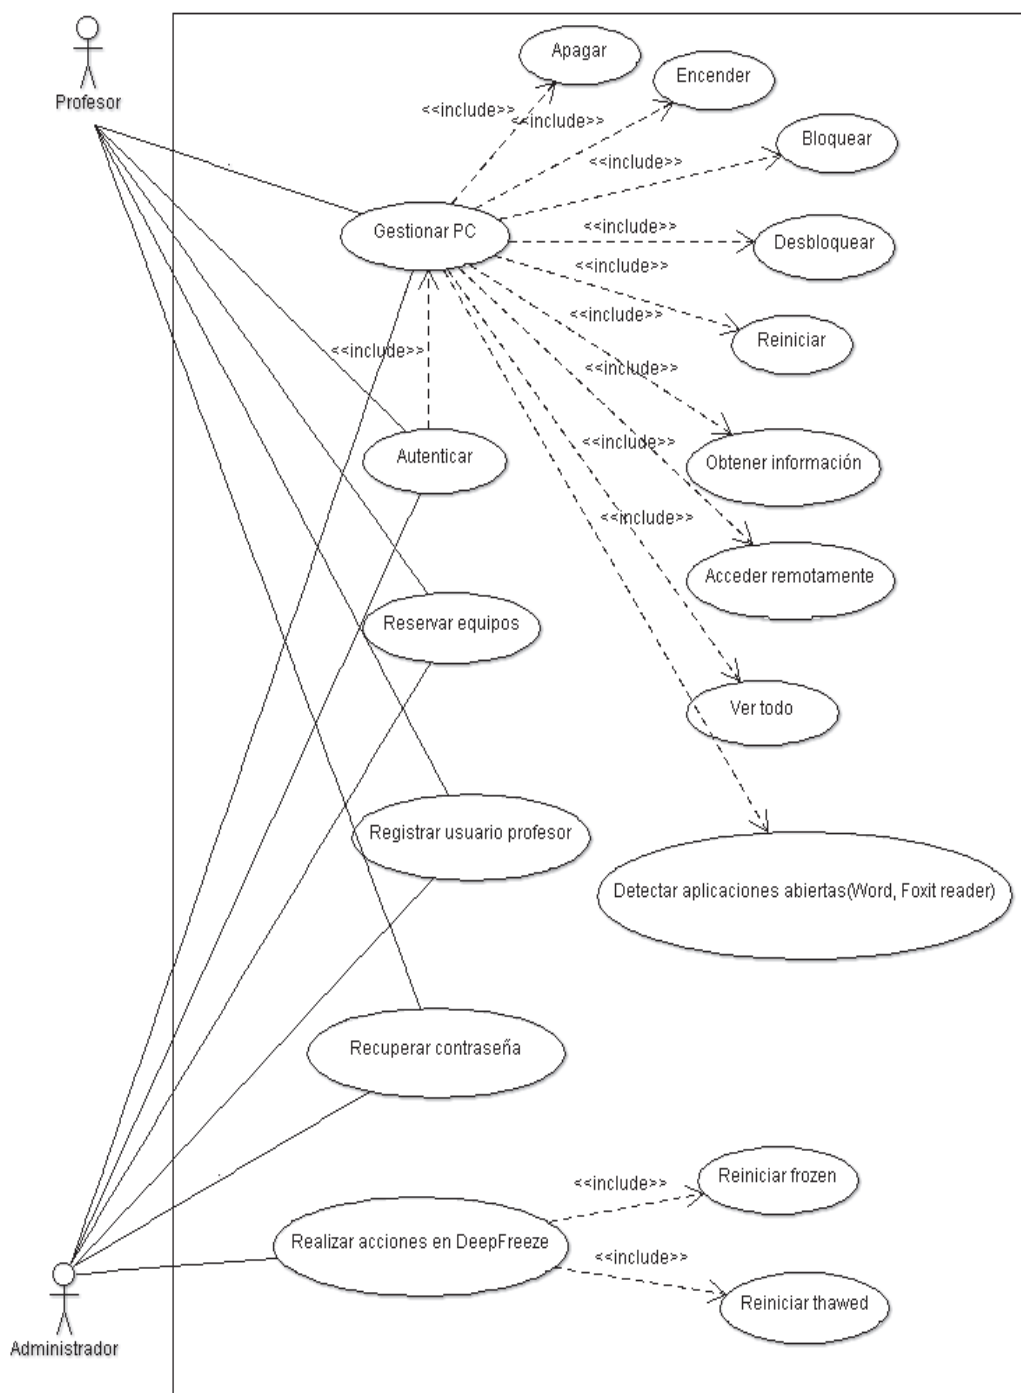 Apagar
Encender
Profesor
<<include>>
<<include>>
Bloquear
<<include>>
Gestionar PC
<<include>>
Desbloquear
<<include>>
<<include>>
Reiniciar
<<include>>
<<include>>
Autenticar
<<include>>
Obtener información
<<include>>
Acceder remotamente
Reservar equipos
Ver todo
Registrar usuario profesor
Detectar aplicaciones abiertas(Word, Foxit reader)
Recuperar contraseña
<<include>>
Reiniciar frozen
Realizar acciones en DeepFreeze
<<include>>
Reiniciar thawed
Administrador